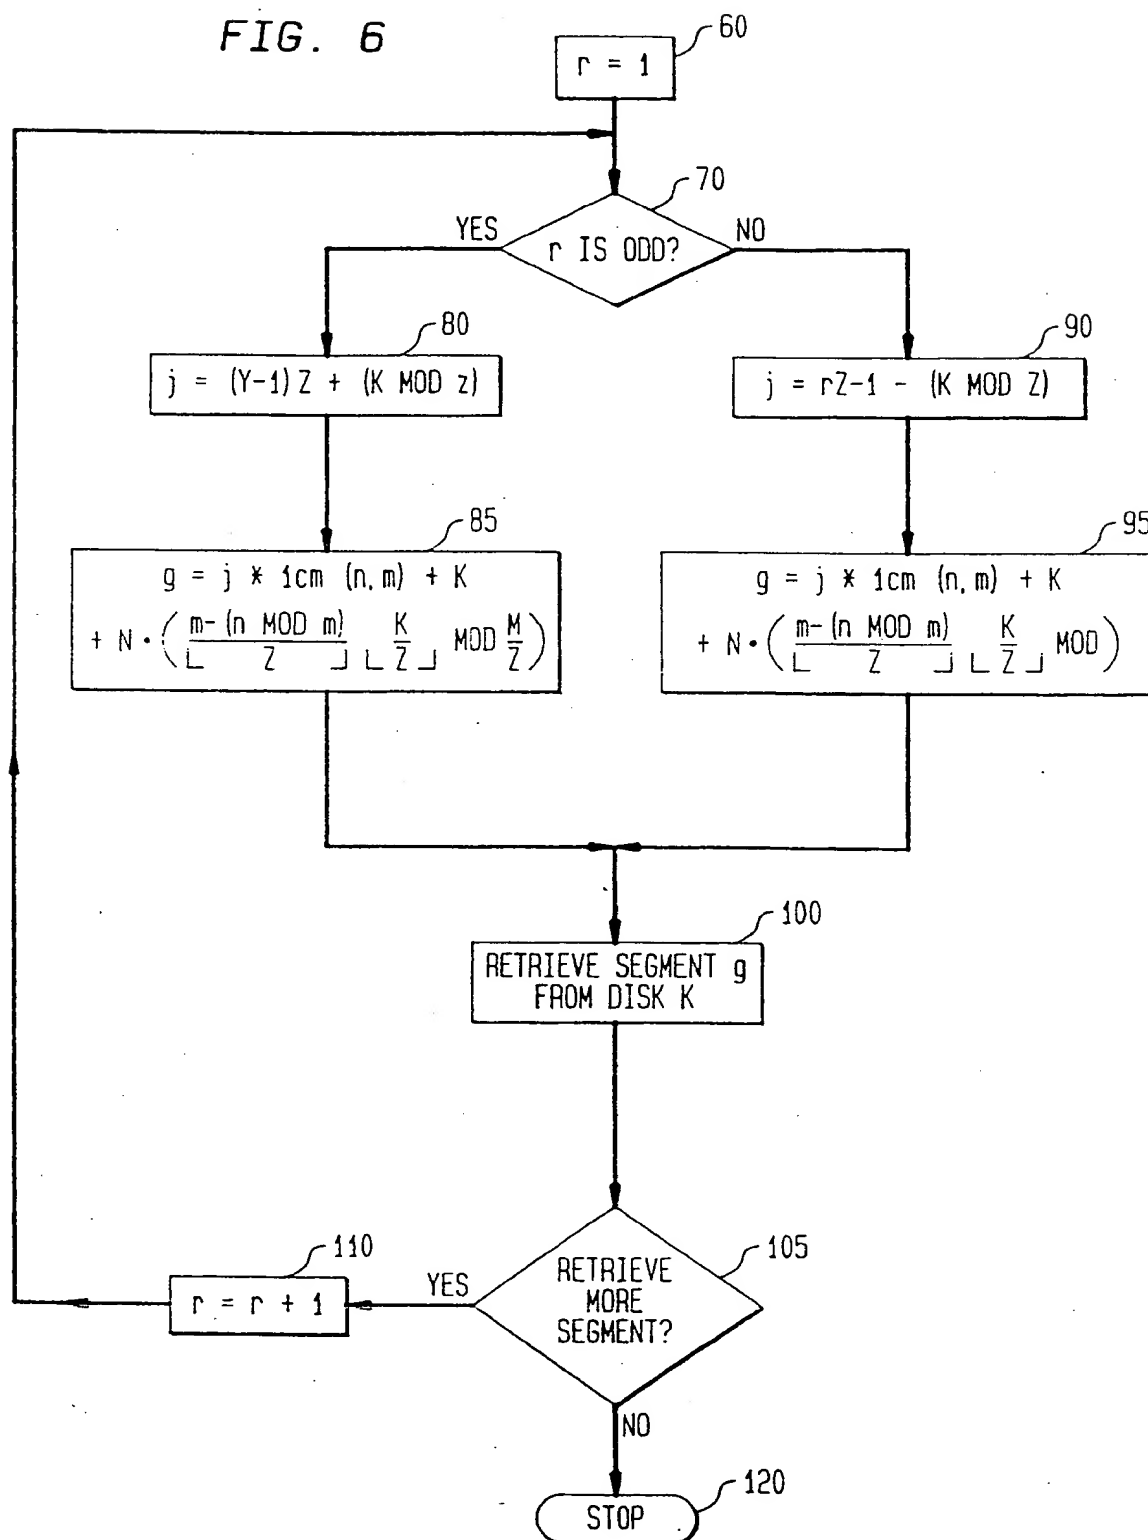 FIG. 6
60
r = 1
70
YES
r IS ODD?
NO
80
j = (Y-1) Z + (K MOD z)
90
j = rZ-1 - (K MOD Z)
85
g = j * 1cm (n, m) + K
+ N • ( ⌊ m- (n MOD m) / Z ⌋ ⌊ K / Z ⌋ MOD M / Z )
95
g = j * 1cm (n, m) + K
+ N • ( ⌊ m- (n MOD m) / Z ⌋ ⌊ K / Z ⌋ MOD )
100
RETRIEVE SEGMENT g
FROM DISK K
105
RETRIEVE
MORE
SEGMENT?
YES
110
r = r + 1
NO
120
STOP